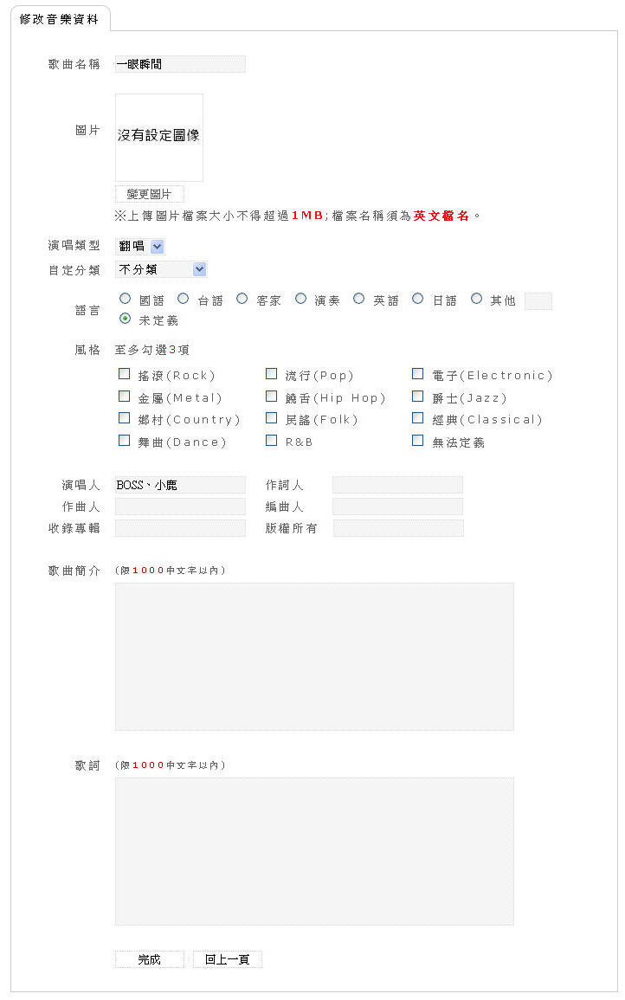 修改音樂資料
歌曲名稱 一眼瞬間
圖片 沒有設定圖像
變更圖片
※上傳圖片檔案大小不得超過1MB;檔案名稱須為英文檔名。
演唱類型 翻唱
自定分類 不分類
語言 國語 台語 客家 演奏 英語 日語 其他
未定義
風格 至多勾選3項
搖滾(Rock) 流行(Pop) 電子(Electronic)
金屬(Metal) 饒舌(Hip Hop) 爵士(Jazz)
鄉村(Country) 民謠(Folk) 經典(Classical)
舞曲(Dance) R&B 無法定義
演唱人 BOSS、小鹿 作詞人
作曲人 編曲人
收錄專輯 版權所有
歌曲簡介 (限1000中文字以內)
歌詞 (限1000中文字以內)
完成 回上一頁